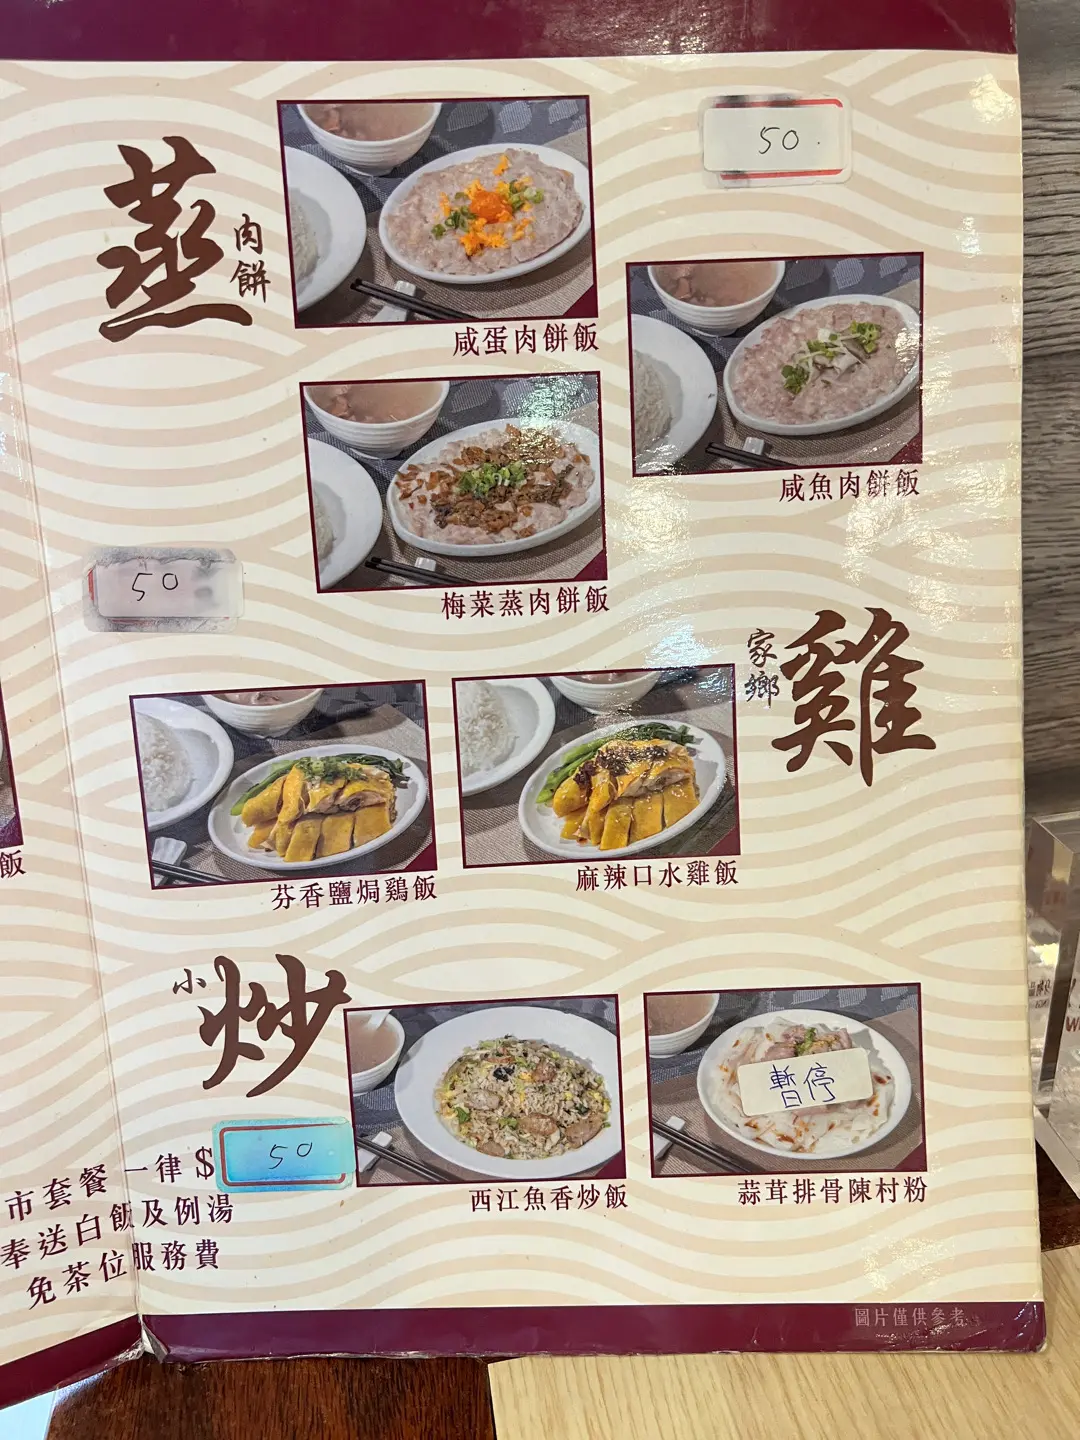 50
蒸
肉餅
咸蛋肉餅飯
咸魚肉餅飯
梅菜蒸肉餅飯
50
家鄉
雞
飯
芬香鹽焗鷄飯
麻辣口水雞飯
小炒
暫停
西江魚香炒飯
蒜茸排骨陳村粉
市套餐一律$50
奉送白飯及例湯
免茶位服務費
圖片僅供參考